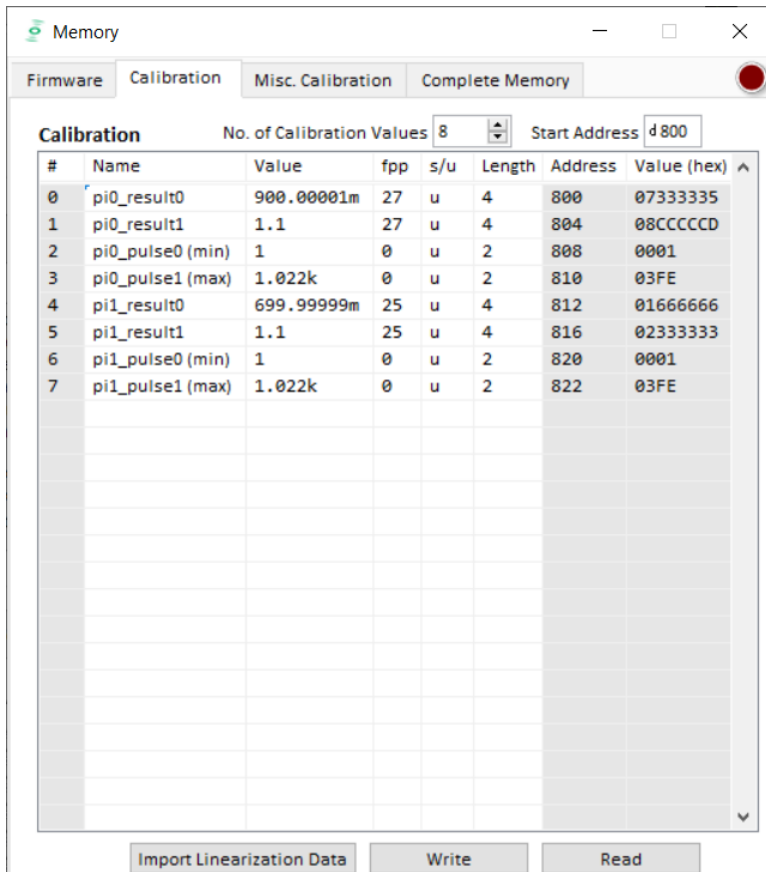 Memory
Firmware Calibration Misc. Calibration Complete Memory
Calibration No. of Calibration Values 8 Start Address d 800
# Name Value fpp s/u Length Address Value (hex)
0 pi0_result0 900.00001m 27 u 4 800 07333335
1 pi0_result1 1.1 27 u 4 804 08CCCCCD
2 pi0_pulse0 (min) 1 0 u 2 808 0001
3 pi0_pulse1 (max) 1.022k 0 u 2 810 03FE
4 pi1_result0 699.99999m 25 u 4 812 01666666
5 pi1_result1 1.1 25 u 4 816 02333333
6 pi1_pulse0 (min) 1 0 u 2 820 0001
7 pi1_pulse1 (max) 1.022k 0 u 2 822 03FE
Import Linearization Data Write Read